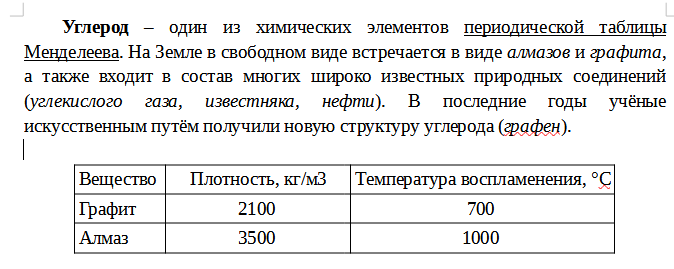 Углерод – один из химических элементов периодической таблицы
Менделеева. На Земле в свободном виде встречается в виде алмазов и графита,
а также входит в состав многих широко известных природных соединений
(углекислого газа, известняка, нефти). В последние годы учёные
искусственным путём получили новую структуру углерода (графен).
Вещество Плотность, кг/м3 Температура воспламенения, °С
Графит 2100 700
Алмаз 3500 1000